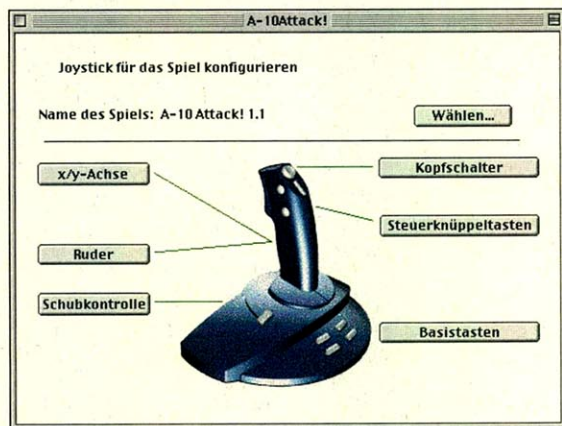 A-10Attack!
Joystick für das Spiel konfigurieren
Name des Spiels: A-10 Attack! 1.1
Wählen...
x/y-Achse
Kopfschalter
Steuerknüppeltasten
Ruder
Schubkontrolle
Basistasten